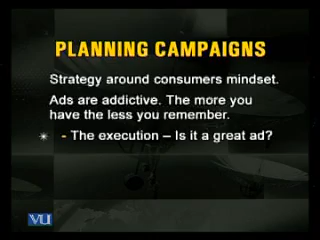 PLANNING CAMPAIGNS
Strategy around consumers mindset.
Ads are addictive. The more you
have the less you remember.
- The execution – Is it a great ad?
VU